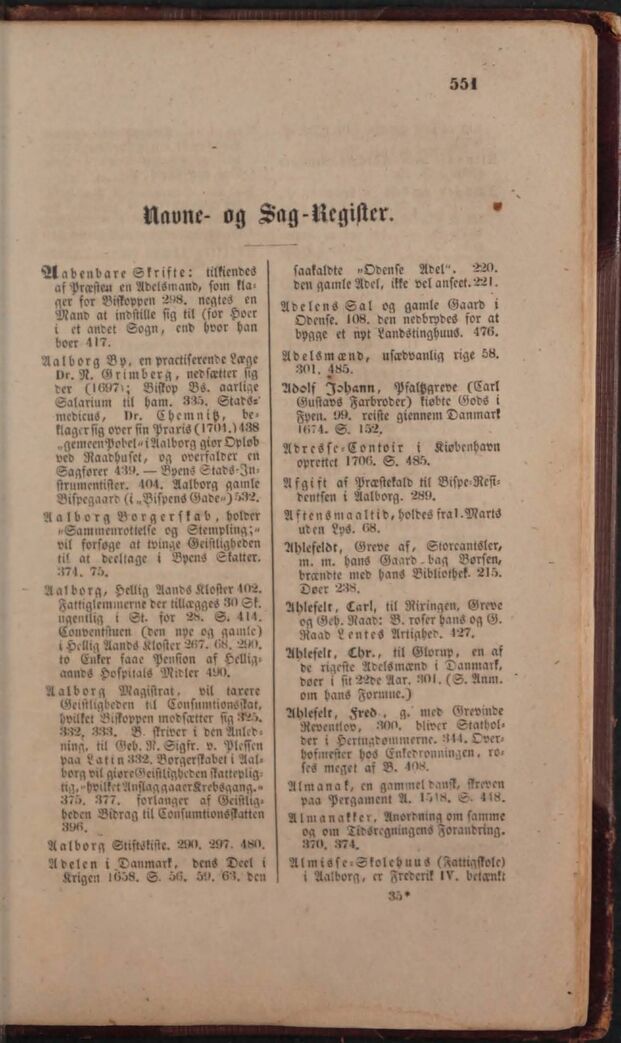 551
Navne- og Sag-Register.
Aabenbare Skrifte: tilkiendes
af Præsten en Adelsmand, som kla-
ger for Biskoppen 298. negtes en
Mand at indstille sig til (for Hoer
i et andet Sogn, end hvor han
boer 417.
Aalborg By, en practiserende Læge
Dr. N. Grimberg, nedsætter sig
der (1697); Biskop Bs. aarlige
Salarium til ham. 335. Stads-
medicus, Dr. Chemnitz, be-
klager sig over sin Praxis (1701.) 438
„gemeen Pobel“ i Aalborg giør Opløb
ved Raadhuset, og overfalder en
Sagfører 439. — Byens Stads-In-
strumentister. 404. Aalborg gamle
Bispegaard (i „Bispens Gade“) 532.
Aalborg Borgerskab, holder
„Sammenrottelse og Stempling;“
vil forsøge at tvinge Geistligheden
til at deeltage i Byens Skatter.
374. 75.
Aalborg, Hellig Aands Kloster 402.
Fattiglemmerne der tillægges 30 Sk.
ugentlig i St. for 28. S. 414.
Conventstuen (den nye og gamle)
i Hellig Aands Kloster 267. 68. 290.
to Enker faae Pension af Hellig-
aands Hospitals Midler 490.
Aalborg Magistrat, vil taxere
Geistligheden til Consumtionsskat,
hvilket Biskoppen modsætter sig 325.
332, 333. B. skriver i den Anled-
ning, til Geh. R. Sigfr. v. Plessen
paa Latin 332. Borgerskabet i Aal-
borg vil giøre Geistligheden skatteplig-
tig, „hvilket Anslag gaaer Krebsgang.“
375. 377. forlanger af Geistlig-
heden Bidrag til Consumtionsskatten
396.
Aalborg Stiftskiste. 290. 297. 480.
Adelen i Danmark, dens Deel i
Krigen 1658. S. 56. 59. 63. den
saakaldte „Odense Adel“. 220.
den gamle Adel, ikke vel anseet. 221.
Adelens Sal og gamle Gaard i
Odense. 108. den nedbrydes for at
bygge et nyt Landstinghuus. 476.
Adelsmænd, usædvanlig rige 58.
301. 485.
Adolf Johann, Pfalzgreve (Carl
Gustavs Farbroder) kiøbte Gods i
Fyen. 99. reiste giennem Danmark
1674. S. 152.
Adresse-Contoir i Kiøbenhavn
oprettet 1706. S. 485.
Afgift af Præstekald til Bispe-Resi-
dentsen i Aalborg. 289.
Aftensmaaltid, holdes fra 1. Marts
uden Lys. 68.
Ahlefeldt, Greve af, Storcantsler,
m. m. hans Gaard bag Børsen,
brændte med hans Bibliothek. 215.
Døer 238.
Ahlefelt, Carl, til Rixingen, Greve
og Geh. Raad: B. roser hans og G.
Raad Lentes Artighed. 427.
Ahlefelt, Chr., til Glorup, en af
de rigeste Adelsmænd i Danmark,
døer i sit 22de Aar. 301. (S. Anm.
om hans Formue.)
Ahlefelt, Fred., g. med Grevinde
Reventlov, 300. bliver Stathol-
der i Hertugdømmerne. 344. Over-
hofmester hos Enkedronningen, ro-
ses meget af B. 408.
Almanak, en gammel dansk, skreven
paa Pergament A. 1518. S. 418.
Almanakker, Anordning om samme
og om Tidsregningens Forandring.
370. 374.
Almisse-Skolehuus (Fattigskole)
i Aalborg, er Frederik IV. betænkt
35*